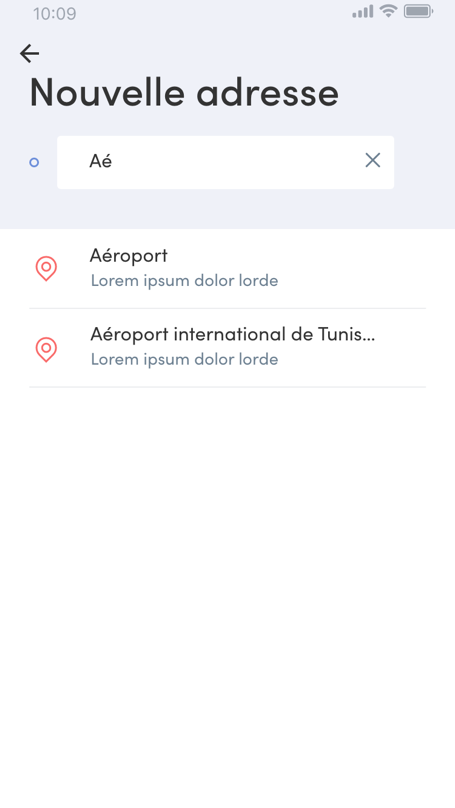 10:09
Nouvelle adresse
Aé
Aéroport
Lorem ipsum dolor lorde
Aéroport international de Tunis...
Lorem ipsum dolor lorde